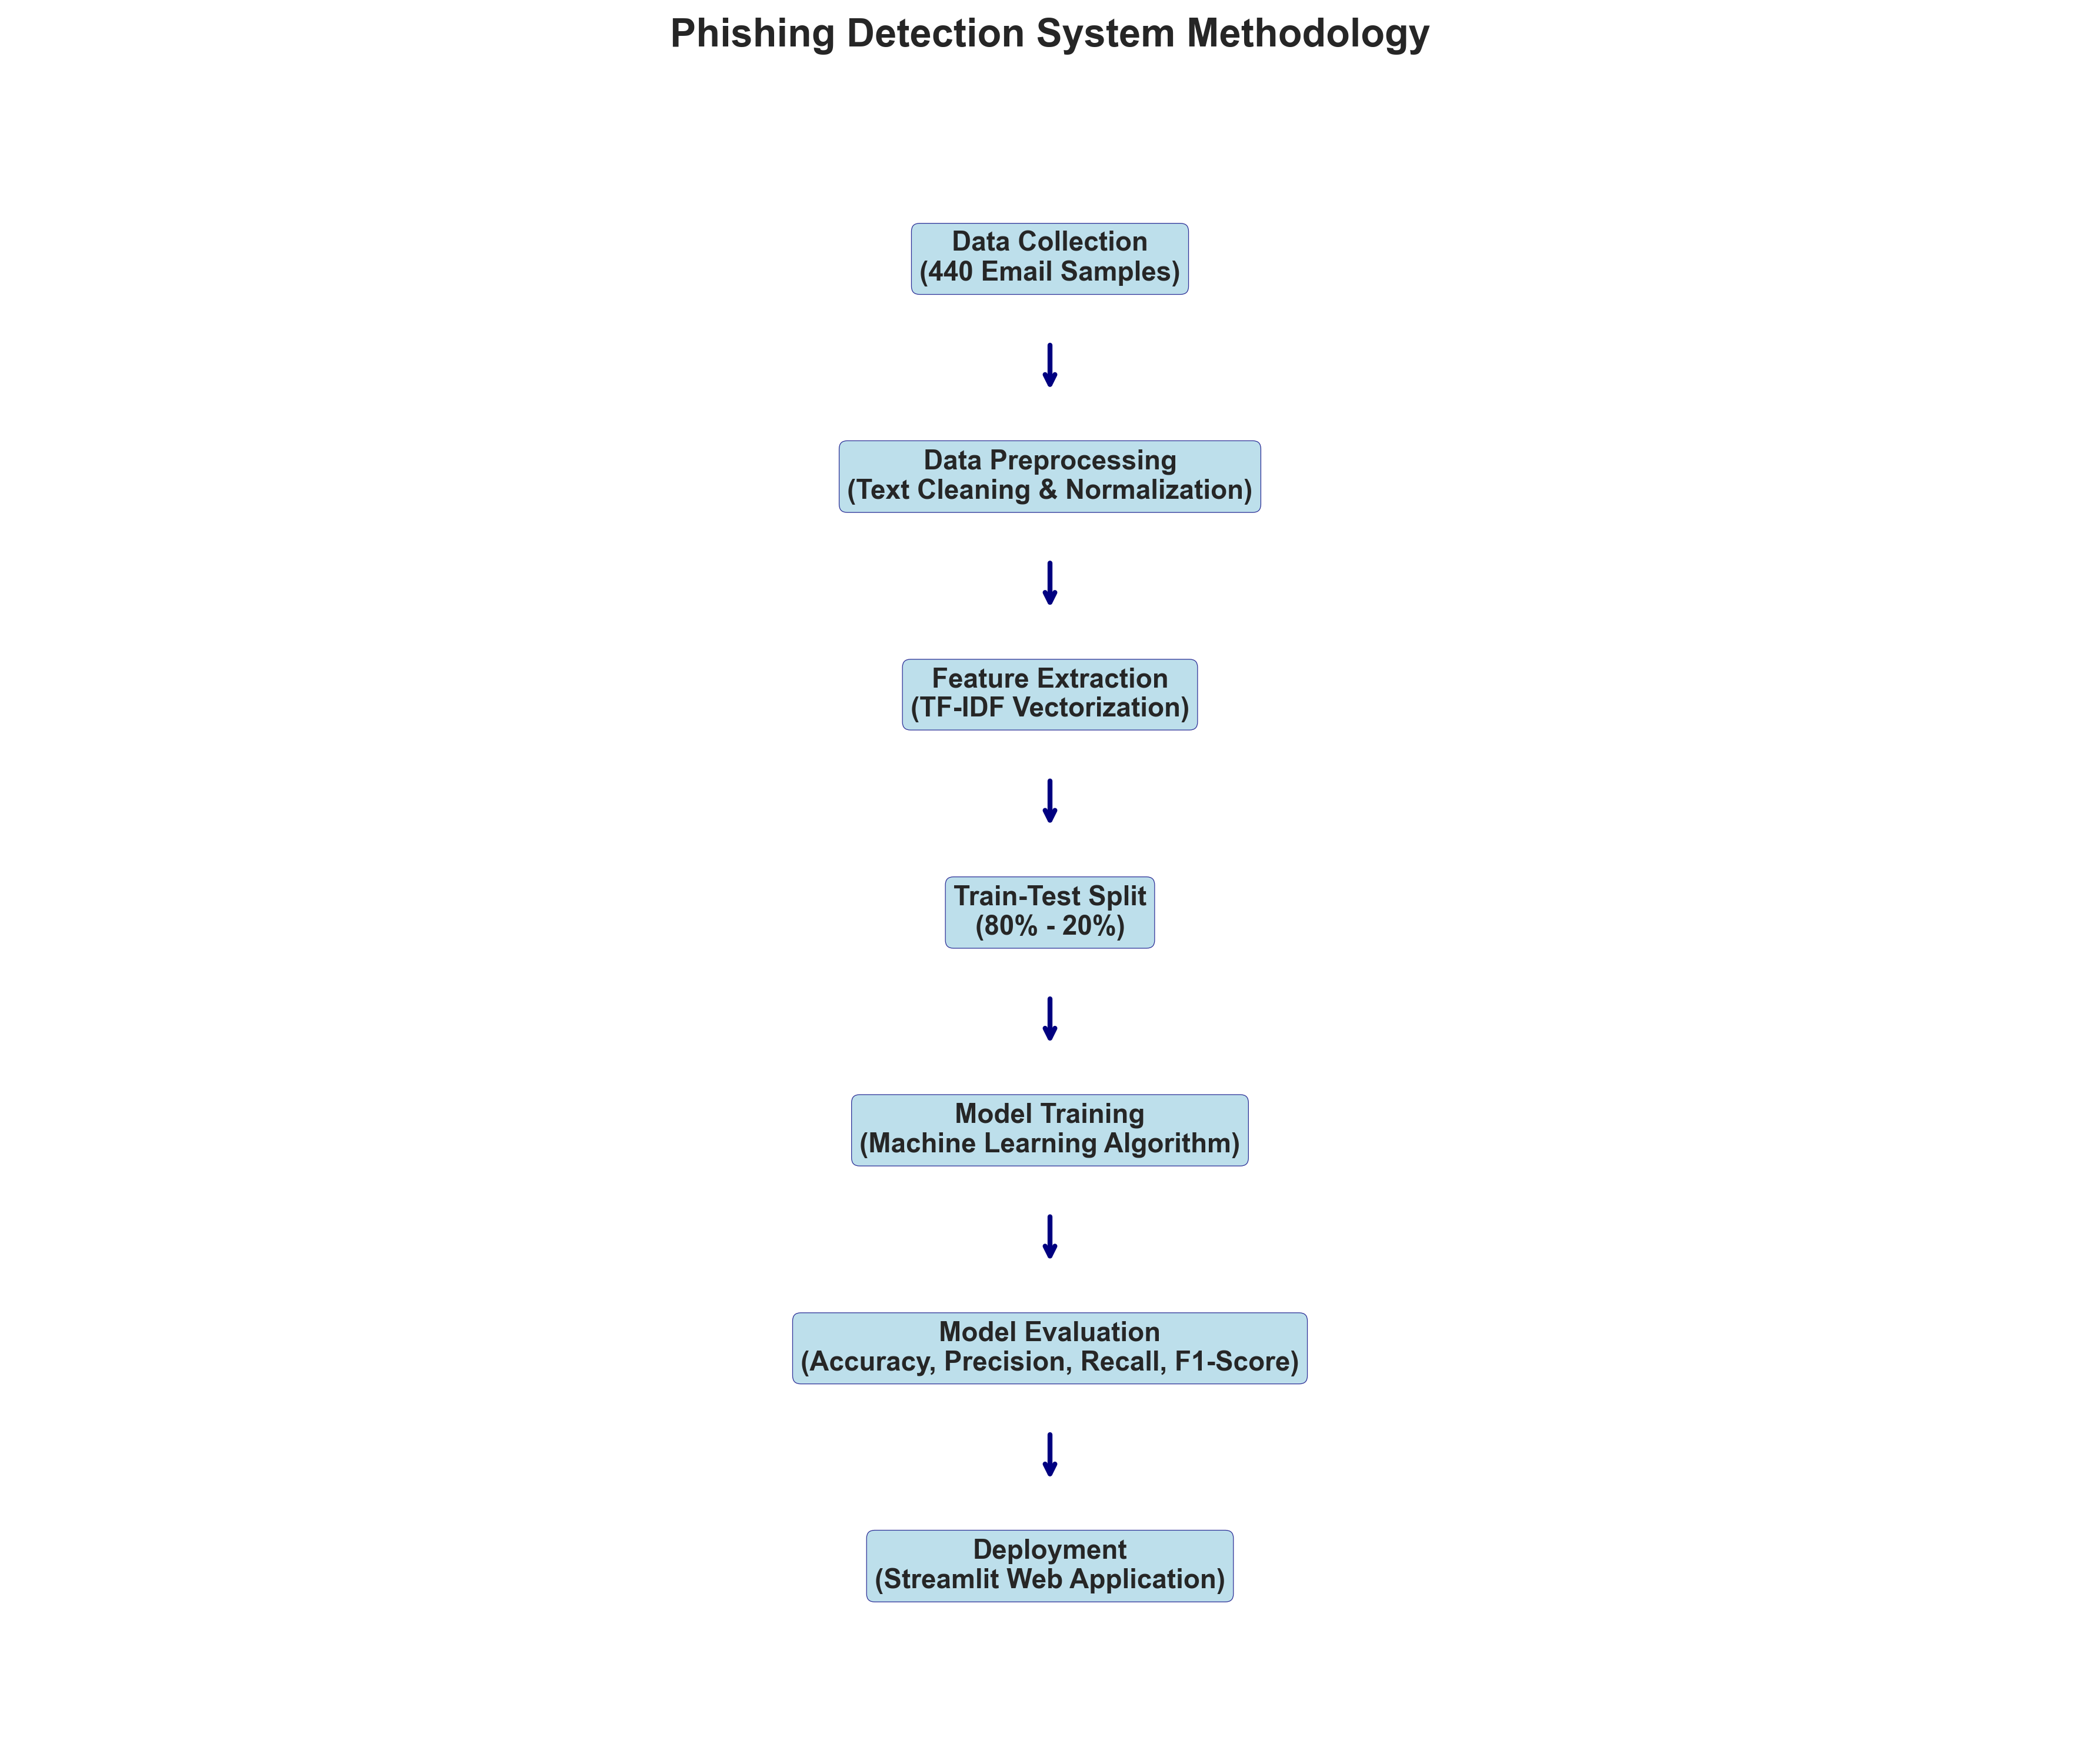 Phishing Detection System Methodology
Data Collection
(440 Email Samples)
Data Preprocessing
(Text Cleaning & Normalization)
Feature Extraction
(TF-IDF Vectorization)
Train-Test Split
(80% - 20%)
Model Training
(Machine Learning Algorithm)
Model Evaluation
(Accuracy, Precision, Recall, F1-Score)
Deployment
(Streamlit Web Application)